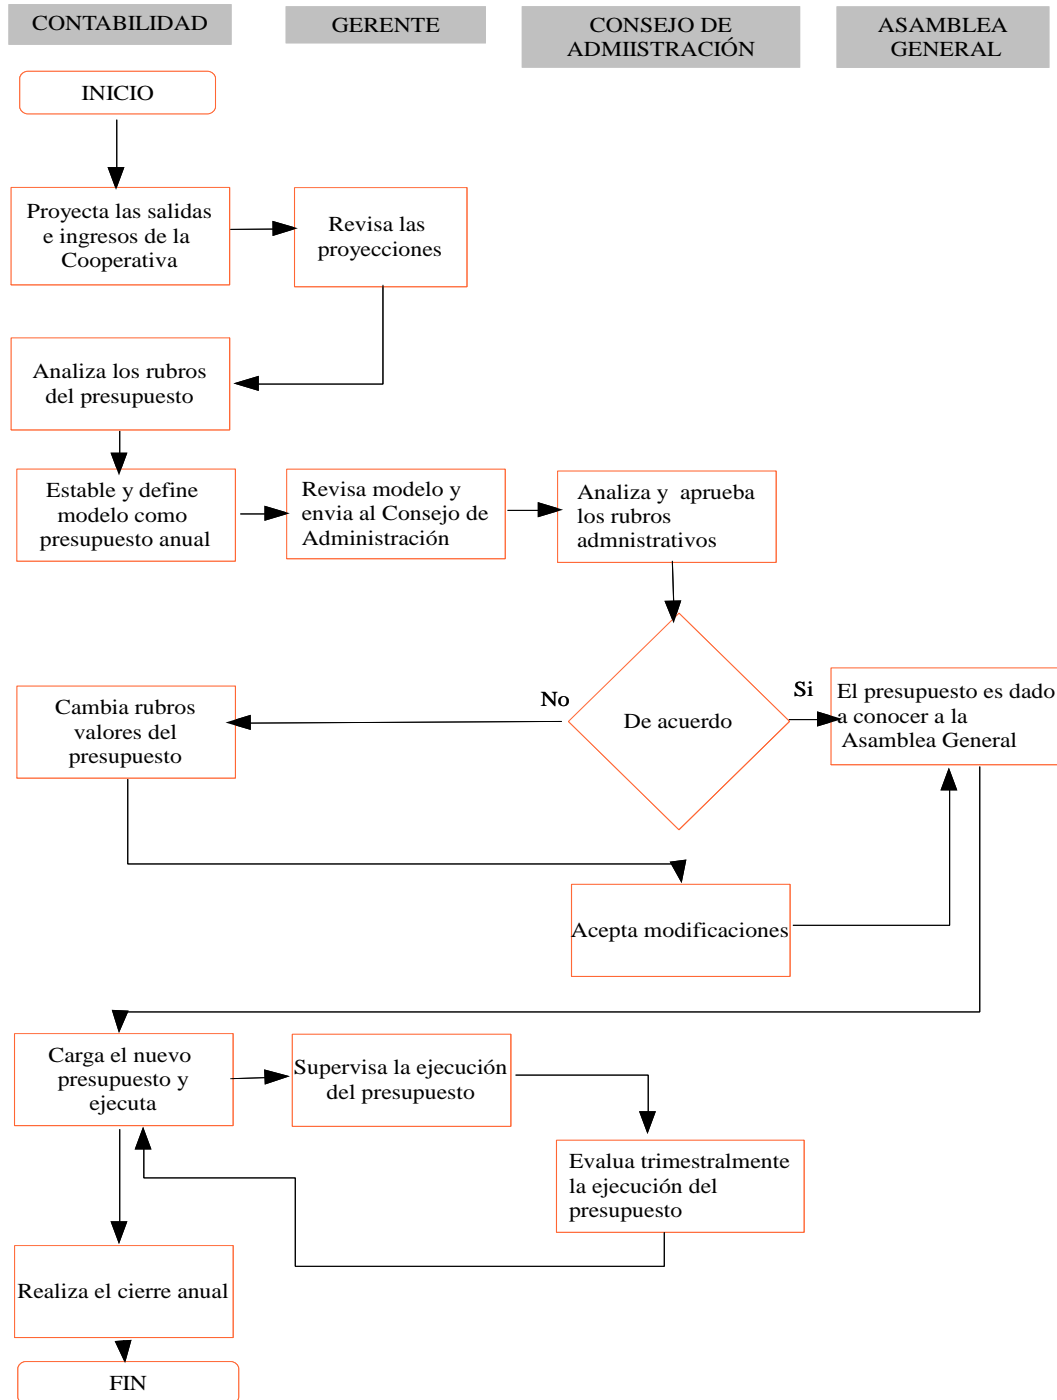 CONTABILIDAD
GERENTE
CONSEJO DE
ADMIISTRACIÓN
ASAMBLEA
GENERAL
INICIO
Proyecta las salidas
e ingresos de la
Cooperativa
Revisa las
proyecciones
Analiza los rubros
del presupuesto
Estable y define
modelo como
presupuesto anual
Revisa modelo y
envia al Consejo de
Administración
Analiza y aprueba
los rubros
admnistrativos
De acuerdo
No
Si
Cambia rubros
valores del
presupuesto
El presupuesto es dado
a conocer a la
Asamblea General
Acepta modificaciones
Carga el nuevo
presupuesto y
ejecuta
Supervisa la ejecución
del presupuesto
Evalua trimestralmente
la ejecución del
presupuesto
Realiza el cierre anual
FIN